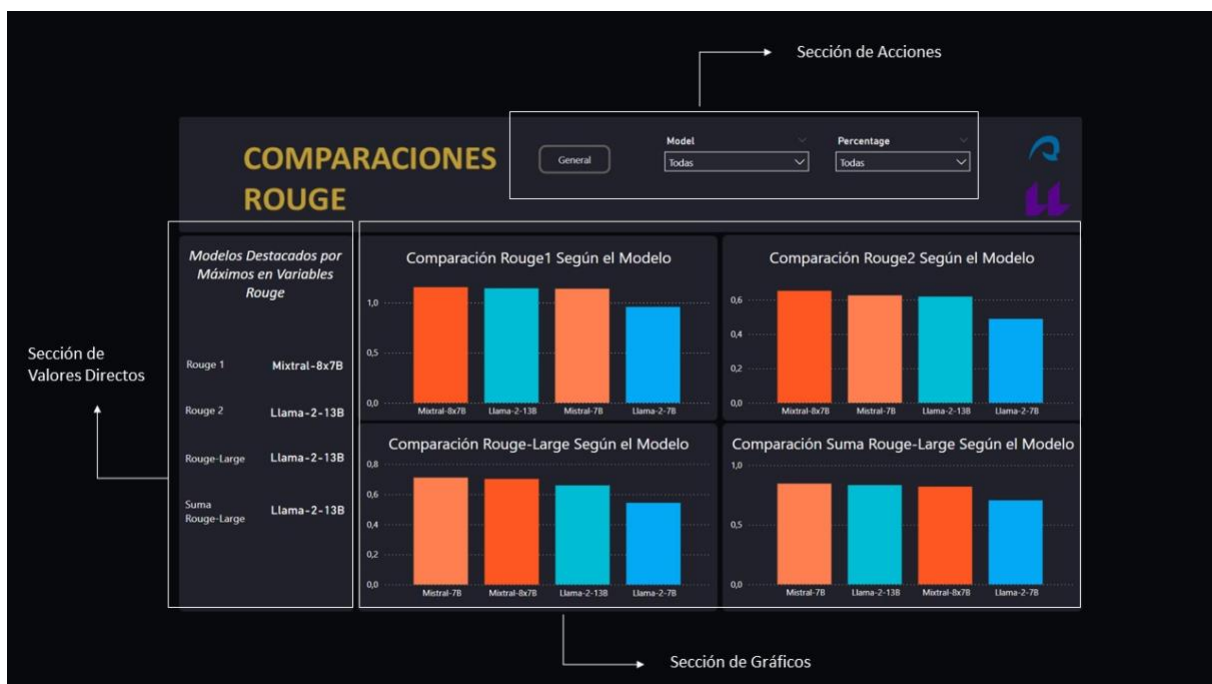 Sección de Acciones
COMPARACIONES
ROUGE
General
Model
Todas
Percentage
Todas
Sección de
Valores Directos
Modelos Destacados por
Máximos en Variables
Rouge
Rouge 1 Mixtral-8x7B
Rouge 2 Llama-2-13B
Rouge-Large Llama-2-13B
Suma
Rouge-Large Llama-2-13B
Comparación Rouge1 Según el Modelo
1,0
0,5
0,0
Mixtral-8x7B Llama-2-13B Mistral-7B Llama-2-7B
Comparación Rouge2 Según el Modelo
0,6
0,4
0,2
0,0
Mixtral-8x7B Mistral-7B Llama-2-13B Llama-2-7B
Comparación Rouge-Large Según el Modelo
0,8
0,6
0,4
0,2
0,0
Mistral-7B Mixtral-8x7B Llama-2-13B Llama-2-7B
Comparación Suma Rouge-Large Según el Modelo
1,0
0,5
0,0
Mistral-7B Llama-2-13B Mixtral-8x7B Llama-2-7B
Sección de Gráficos